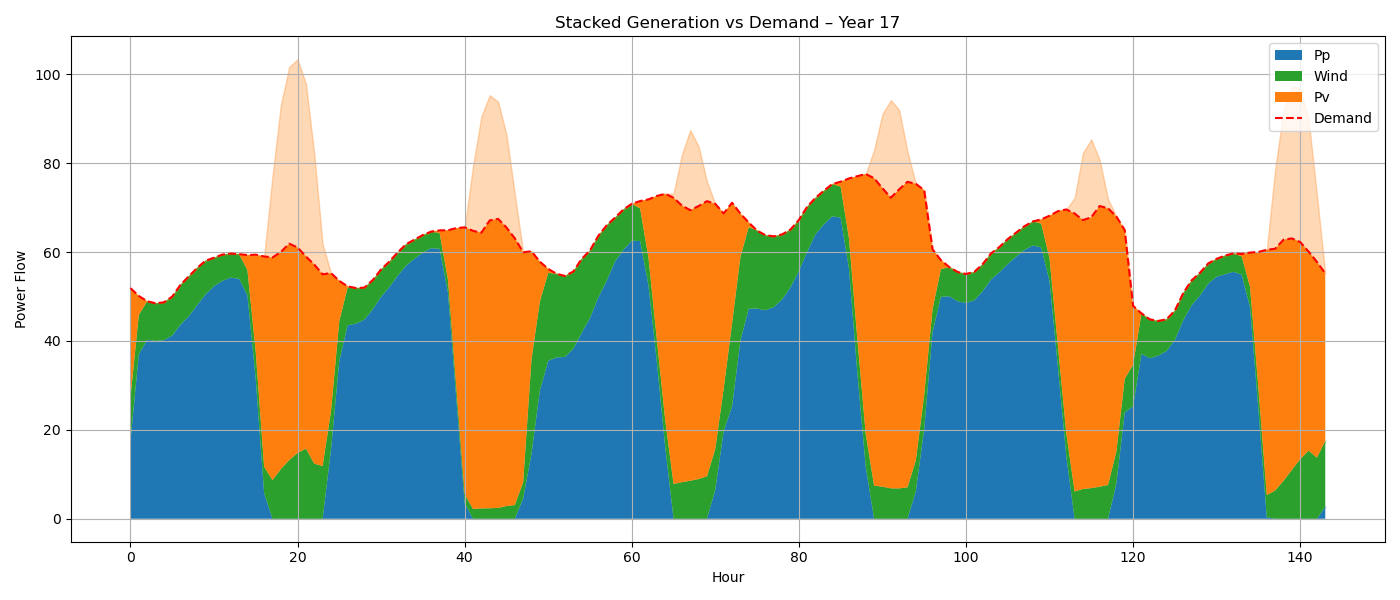 Stacked Generation vs Demand – Year 17
Power Flow
100
80
60
40
20
0
Pp
Wind
Pv
Demand
0 20 40 60 80 100 120 140
Hour